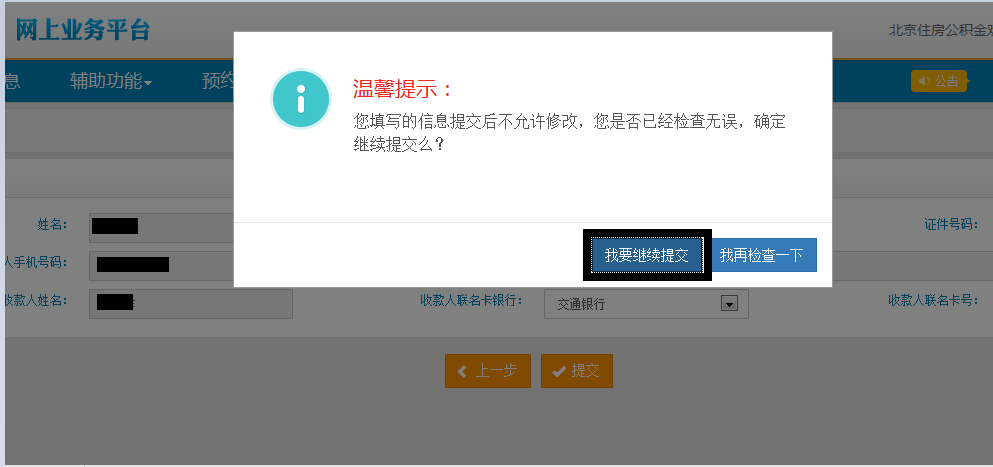 网上业务平台
北京住房公积金
息 辅助功能 预约
公告
温馨提示：
您填写的信息提交后不允许修改，您是否已经检查无误，确定
继续提交么？
我要继续提交 我再检查一下
姓名： 证件号码：
人手机号码：
收款人姓名： 收款人联名卡银行： 交通银行 收款人联名卡号：
上一步 提交